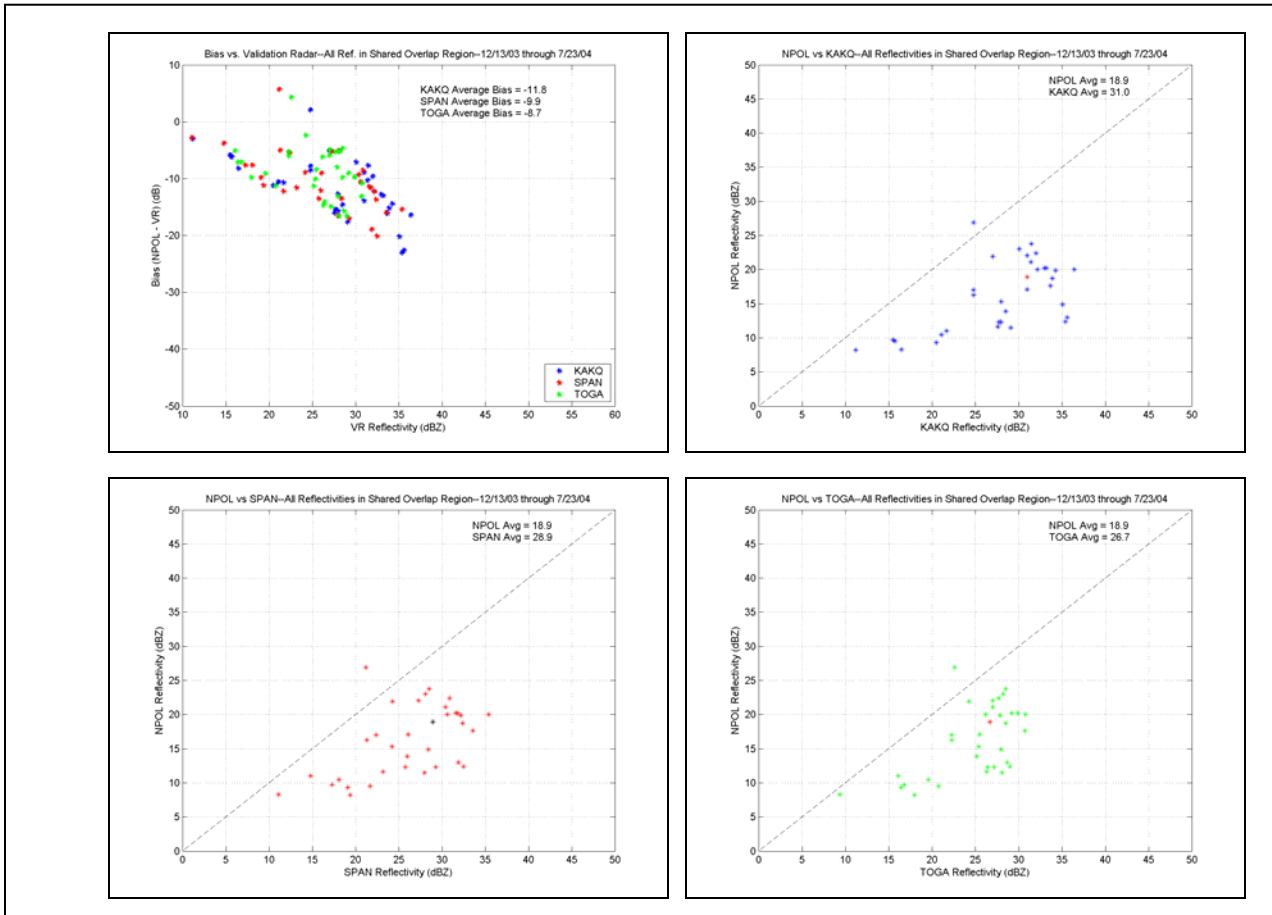 Bias vs. Validation Radar--All Ref. in Shared Overlap Region--12/13/03 through 7/23/04
KAKQ Average Bias = -11.8
SPAN Average Bias = -9.9
TOGA Average Bias = -8.7
Bias (NPOL - VR) (dB)
10
0
-10
-20
-30
-40
-50
KAKQ
SPAN
TOGA
10 15 20 25 30 35 40 45 50 55 60
VR Reflectivity (dBZ)
NPOL vs KAKQ--All Reflectivities in Shared Overlap Region--12/13/03 through 7/23/04
NPOL Avg = 18.9
KAKQ Avg = 31.0
NPOL Reflectivity (dBZ)
50
45
40
35
30
25
20
15
10
5
0
0 5 10 15 20 25 30 35 40 45 50
KAKQ Reflectivity (dBZ)
NPOL vs SPAN--All Reflectivities in Shared Overlap Region--12/13/03 through 7/23/04
NPOL Avg = 18.9
SPAN Avg = 28.9
NPOL Reflectivity (dBZ)
50
45
40
35
30
25
20
15
10
5
0
0 5 10 15 20 25 30 35 40 45 50
SPAN Reflectivity (dBZ)
NPOL vs TOGA--All Reflectivities in Shared Overlap Region--12/13/03 through 7/23/04
NPOL Avg = 18.9
TOGA Avg = 26.7
NPOL Reflectivity (dBZ)
50
45
40
35
30
25
20
15
10
5
0
0 5 10 15 20 25 30 35 40 45 50
TOGA Reflectivity (dBZ)